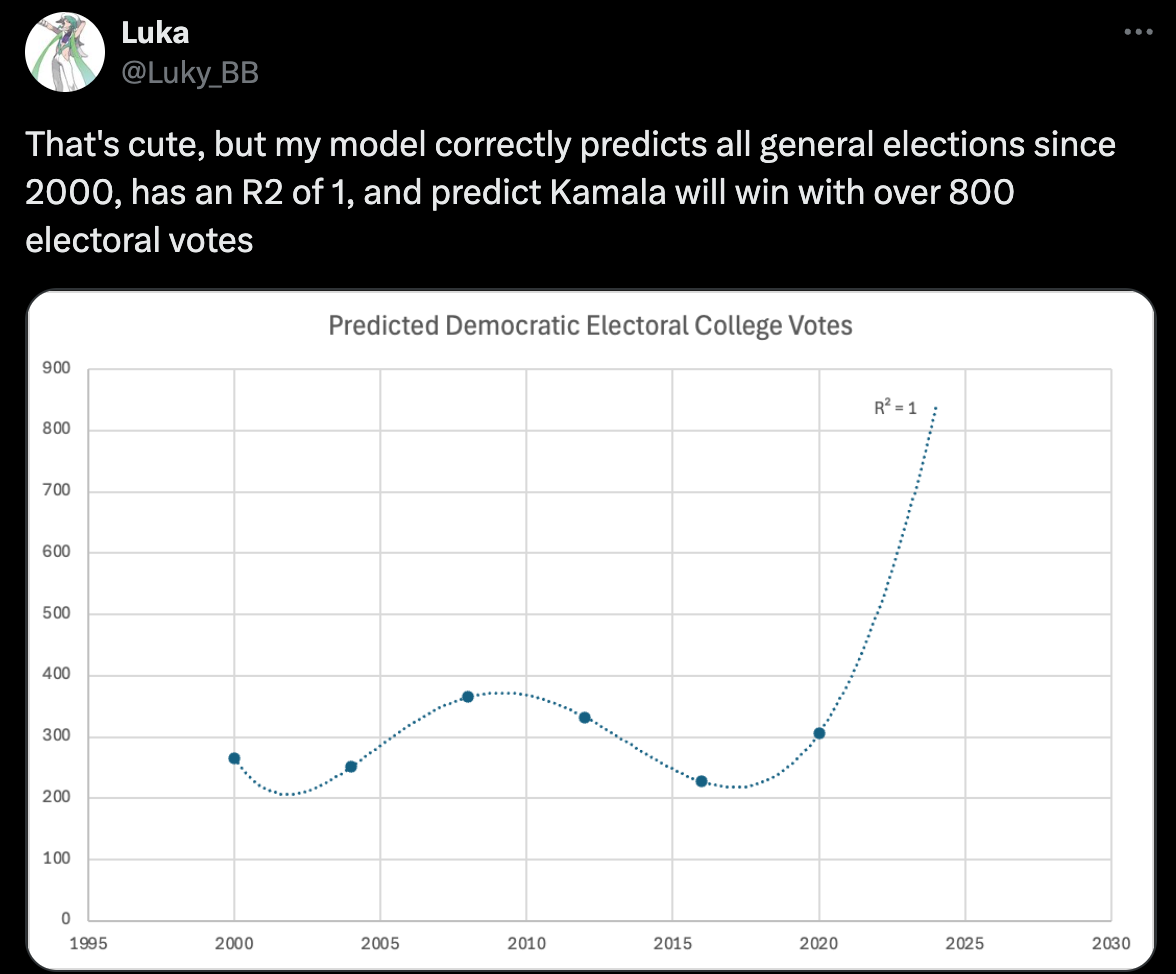 Luka
@Luky_BB
That's cute, but my model correctly predicts all general elections since
2000, has an R2 of 1, and predict Kamala will win with over 800
electoral votes
Predicted Democratic Electoral College Votes
900
R² = 1
800
700
600
500
400
300
200
100
0
1995 2000 2005 2010 2015 2020 2025 2030